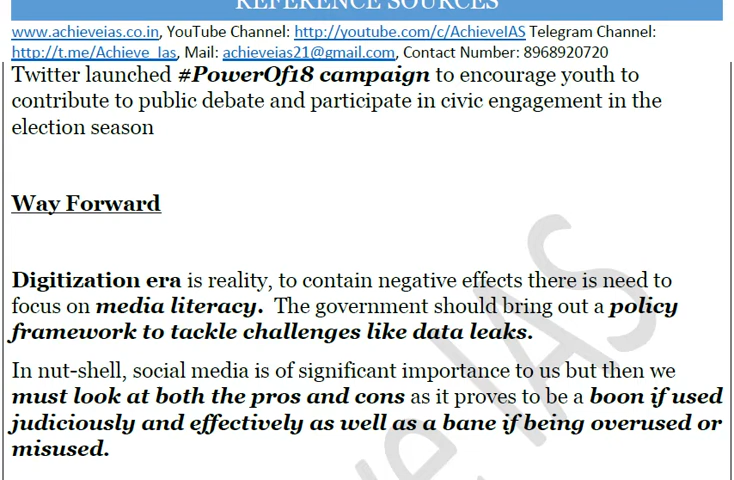 REFERENCE SOURCES
www.achieveias.co.in, YouTube Channel: http://youtube.com/c/AchieveIAS Telegram Channel:
http://t.me/Achieve_Ias, Mail: achieveias21@gmail.com, Contact Number: 8968920720
Twitter launched #PowerOf18 campaign to encourage youth to
contribute to public debate and participate in civic engagement in the
election season
Way Forward
Digitization era is reality, to contain negative effects there is need to
focus on media literacy. The government should bring out a policy
framework to tackle challenges like data leaks.
In nut-shell, social media is of significant importance to us but then we
must look at both the pros and cons as it proves to be a boon if used
judiciously and effectively as well as a bane if being overused or
misused.
ve IAS